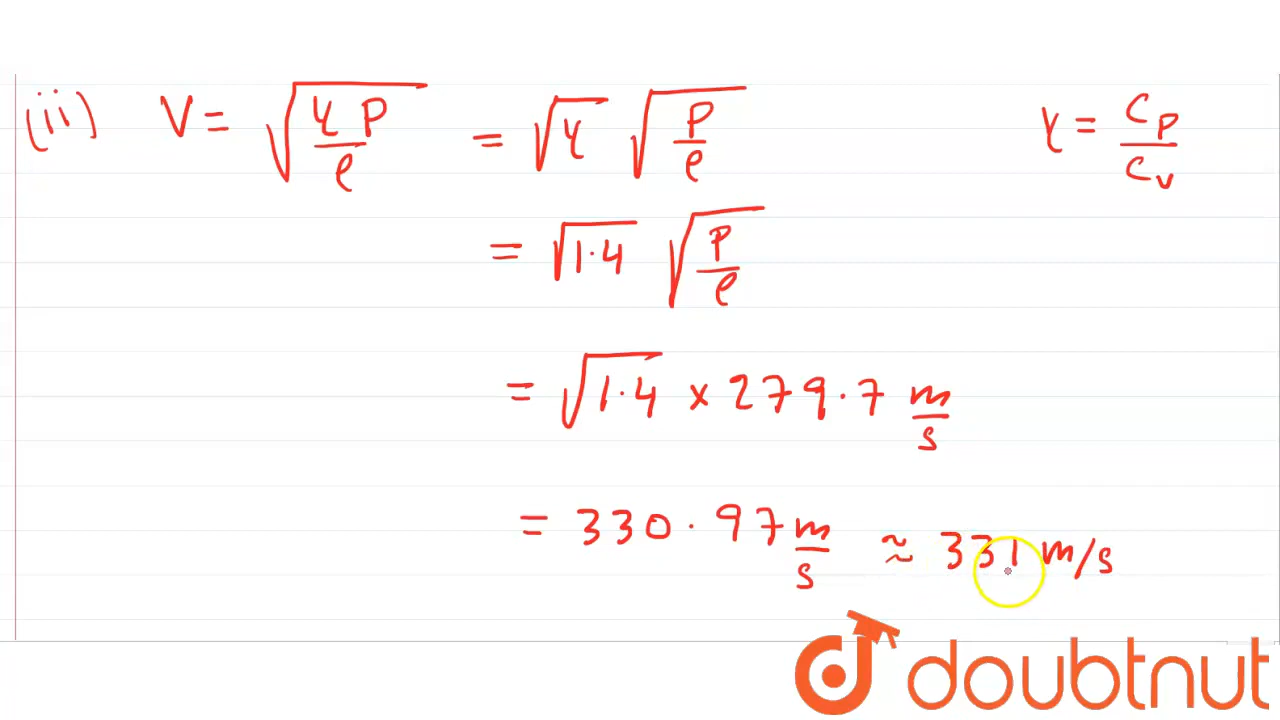 (ii) V = √(γP/ρ) = √γ √(P/ρ) γ = CP/Cv
= √1.4 √(P/ρ)
= √1.4 × 279.7 m/s
= 330.97 m/s ≈ 331 m/s
doubtnut